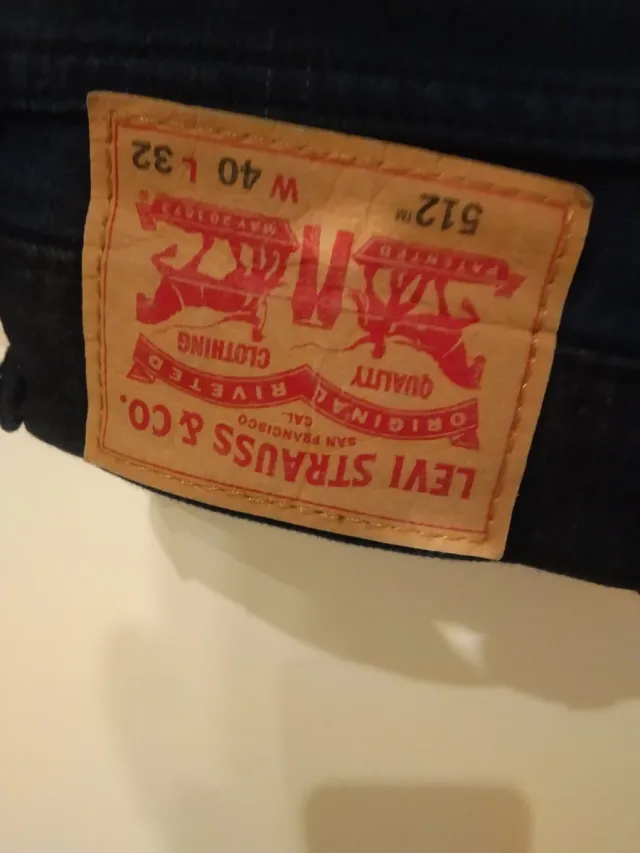 LEVI STRAUSS & CO.
SAN FRANCISCO
CAL.
ORIGINAL RIVETED
QUALITY CLOTHING
PATENTED MAY 20 1873
512™ W 40 L 32